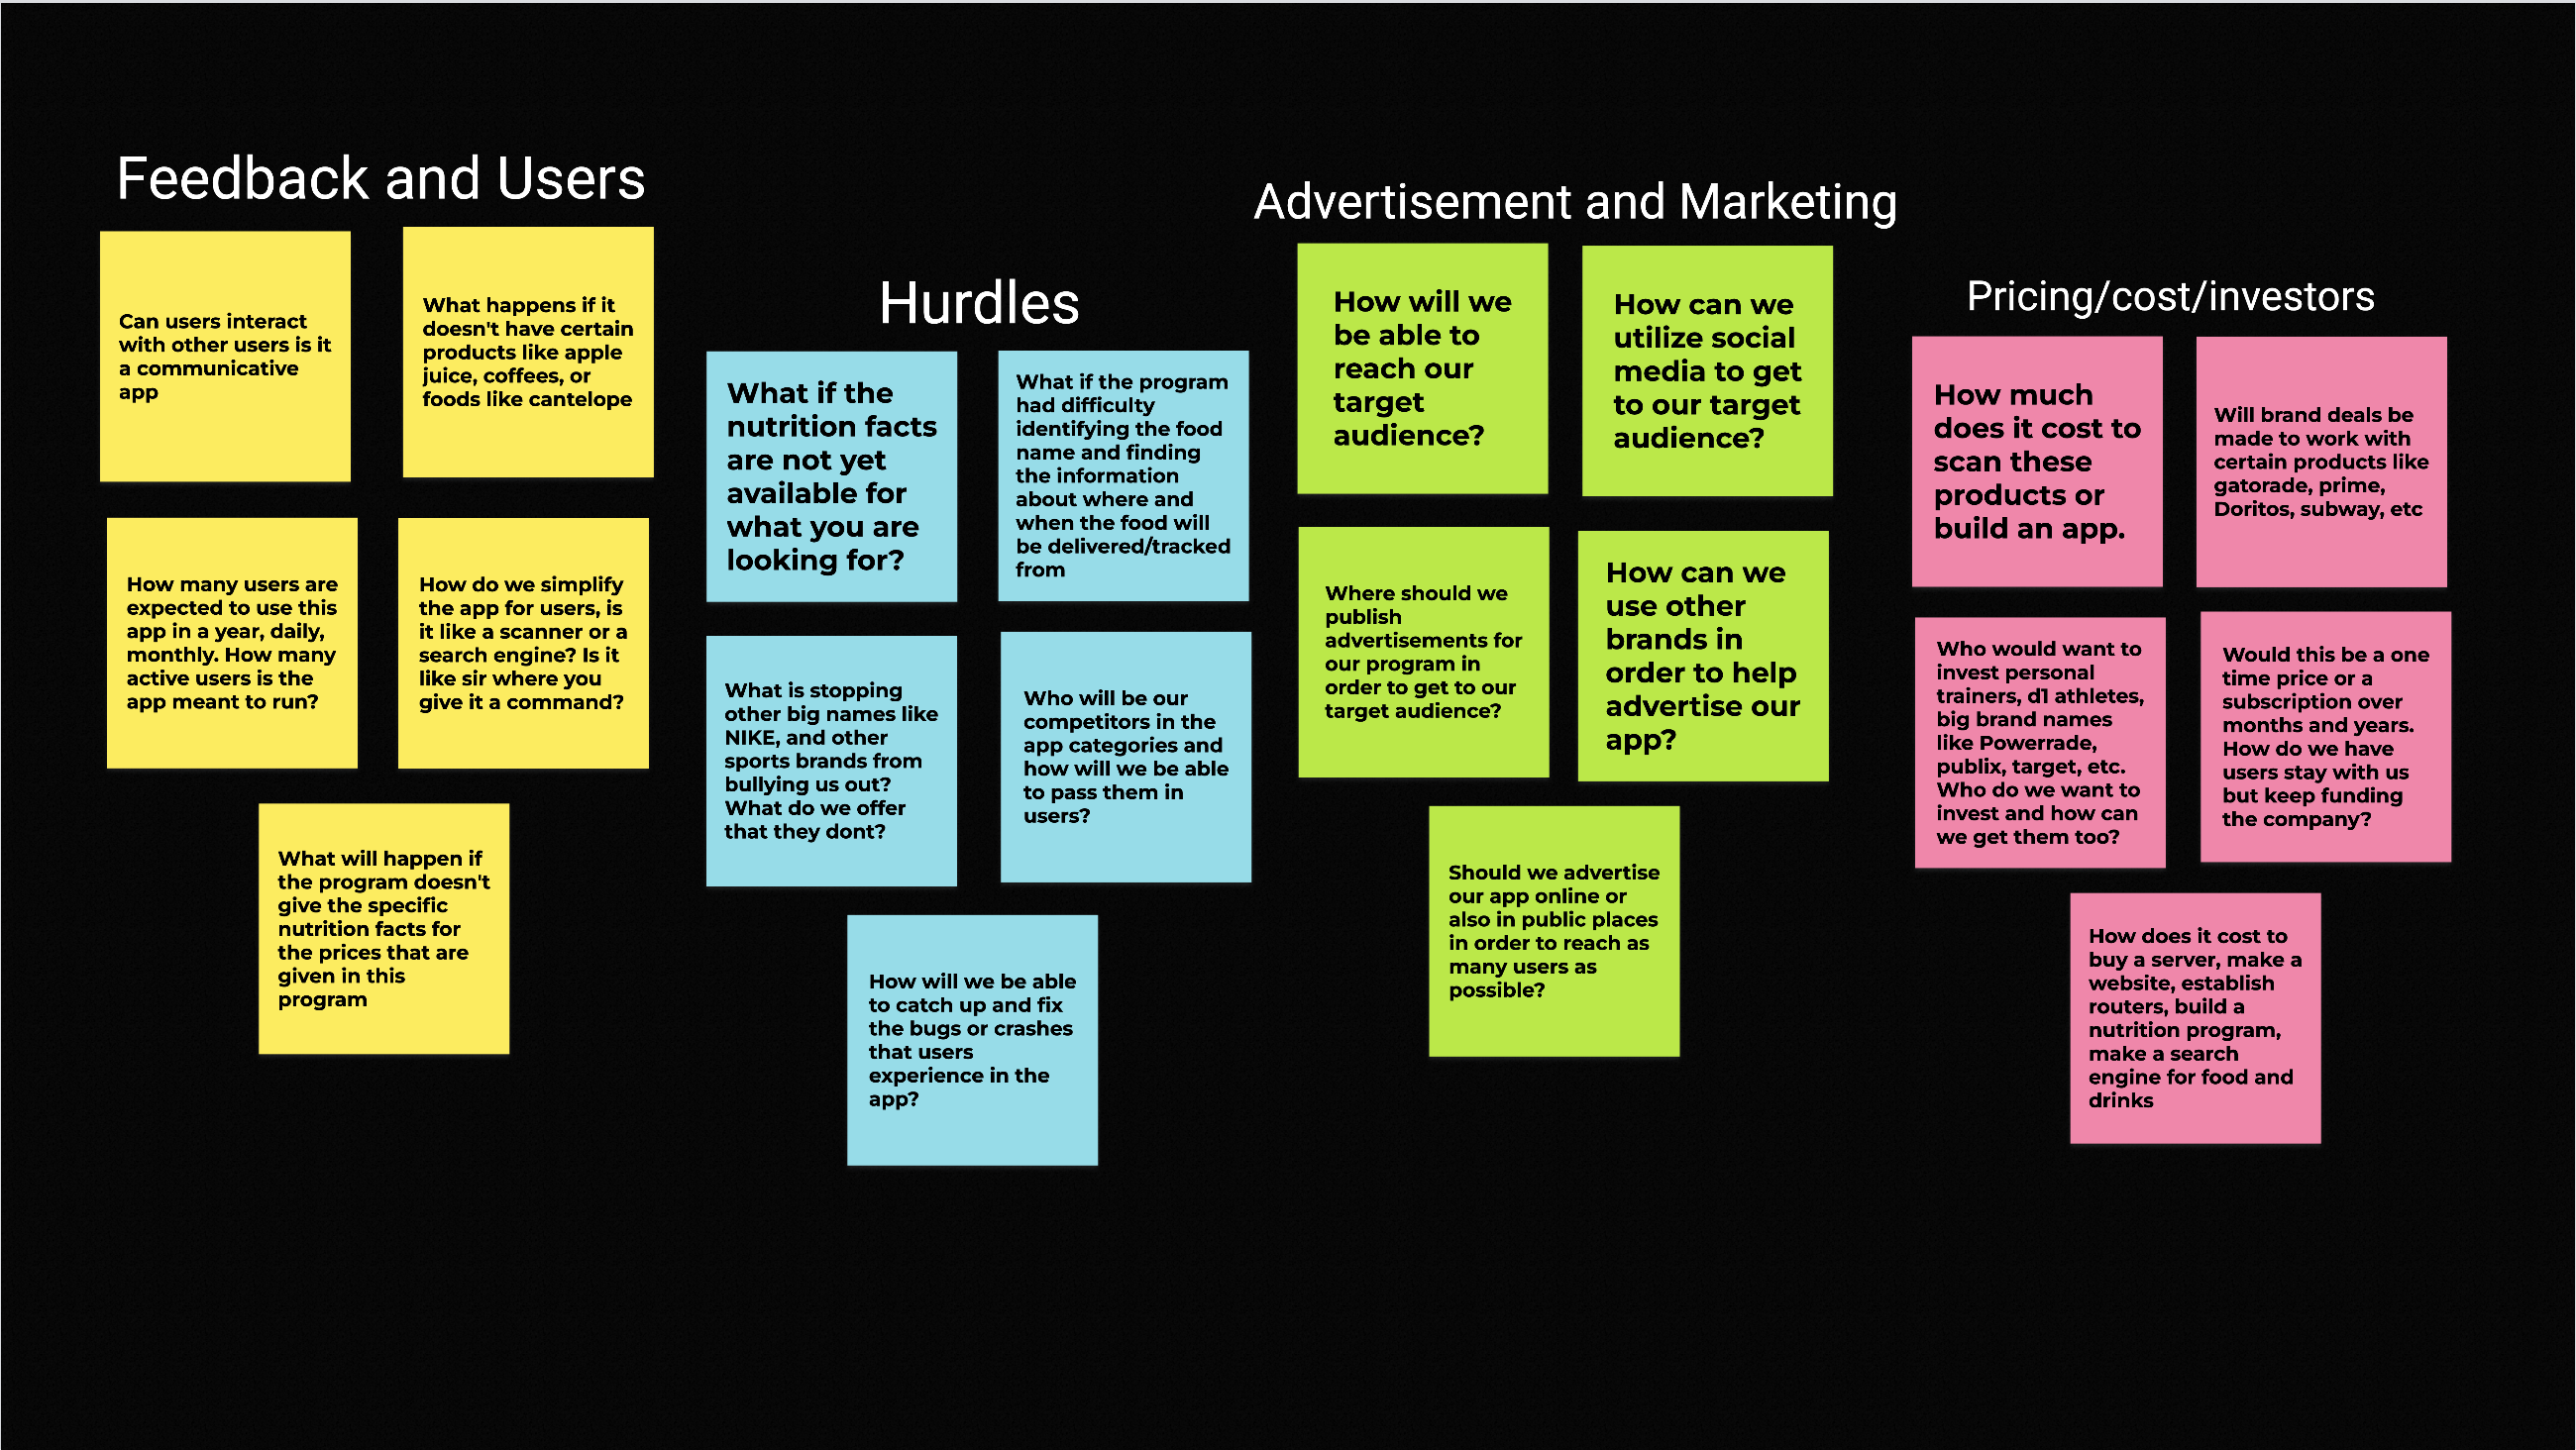 Feedback and Users
Can users interact
with other users is it
a communicative
app
What happens if it
doesn't have certain
products like apple
juice, coffees, or
foods like cantelope
How many users are
expected to use this
app in a year, daily,
monthly. How many
active users is the
app meant to run?
How do we simplify
the app for users, is
it like a scanner or a
search engine? Is it
like sir where you
give it a command?
What will happen if
the program doesn't
give the specific
nutrition facts for
the prices that are
given in this
program
Hurdles
What if the
nutrition facts
are not yet
available for
what you are
looking for?
What if the program
had difficulty
identifying the food
name and finding
the information
about where and
when the food will
be delivered/tracked
from
What is stopping
other big names like
NIKE, and other
sports brands from
bullying us out?
What do we offer
that they dont?
Who will be our
competitors in the
app categories and
how will we be able
to pass them in
users?
How will we be able
to catch up and fix
the bugs or crashes
that users
experience in the
app?
Advertisement and Marketing
How will we
be able to
reach our
target
audience?
How can we
utilize social
media to get
to our target
audience?
Where should we
publish
advertisements for
our program in
order to get to our
target audience?
How can we
use other
brands in
order to help
advertise our
app?
Should we advertise
our app online or
also in public places
in order to reach as
many users as
possible?
Pricing/cost/investors
How much
does it cost to
scan these
products or
build an app.
Will brand deals be
made to work with
certain products like
gatorade, prime,
Doritos, subway, etc
Who would want to
invest personal
trainers, d1 athletes,
big brand names
like Powerrade,
publix, target, etc.
Who do we want to
invest and how can
we get them too?
Would this be a one
time price or a
subscription over
months and years.
How do we have
users stay with us
but keep funding
the company?
How does it cost to
buy a server, make a
website, establish
routers, build a
nutrition program,
make a search
engine for food and
drinks